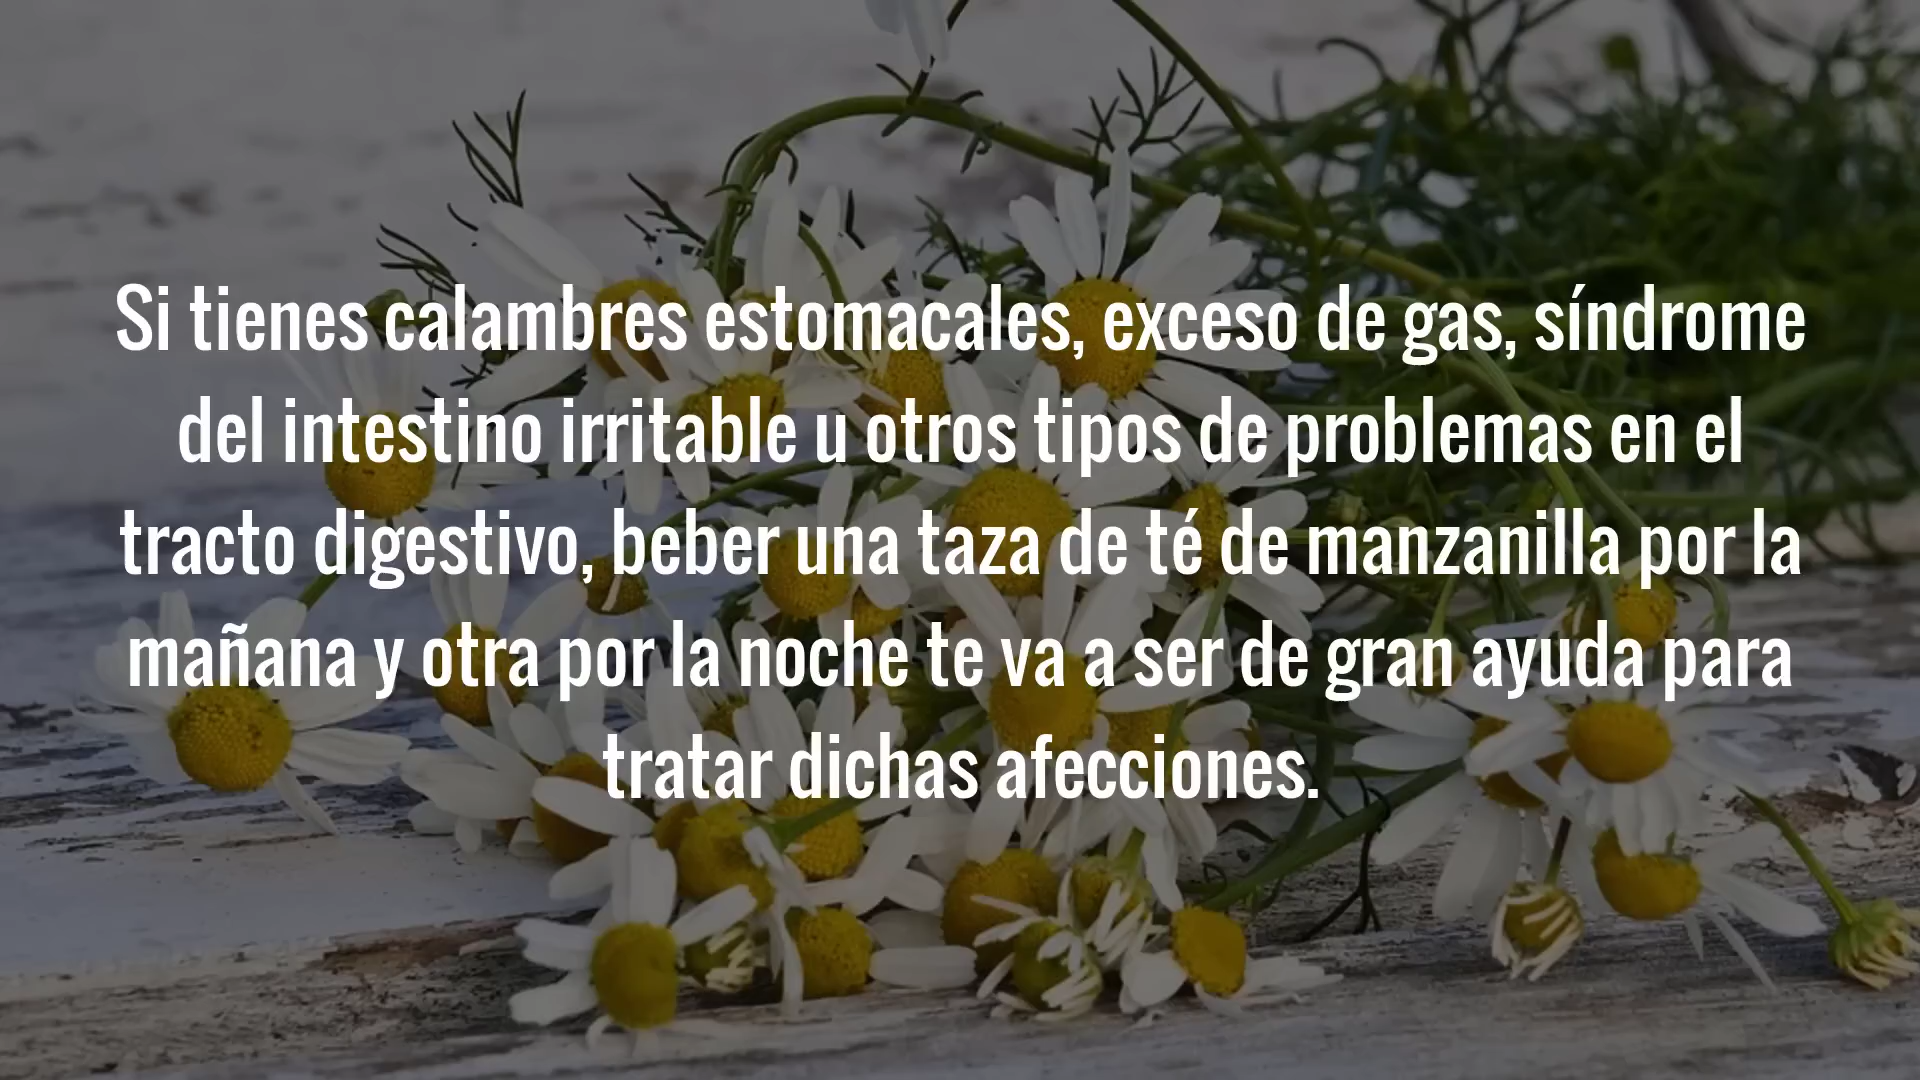 Si tienes calambres estomacales, exceso de gas, síndrome
del intestino irritable u otros tipos de problemas en el
tracto digestivo, beber una taza de té de manzanilla por la
mañana y otra por la noche te va a ser de gran ayuda para
tratar dichas afecciones.